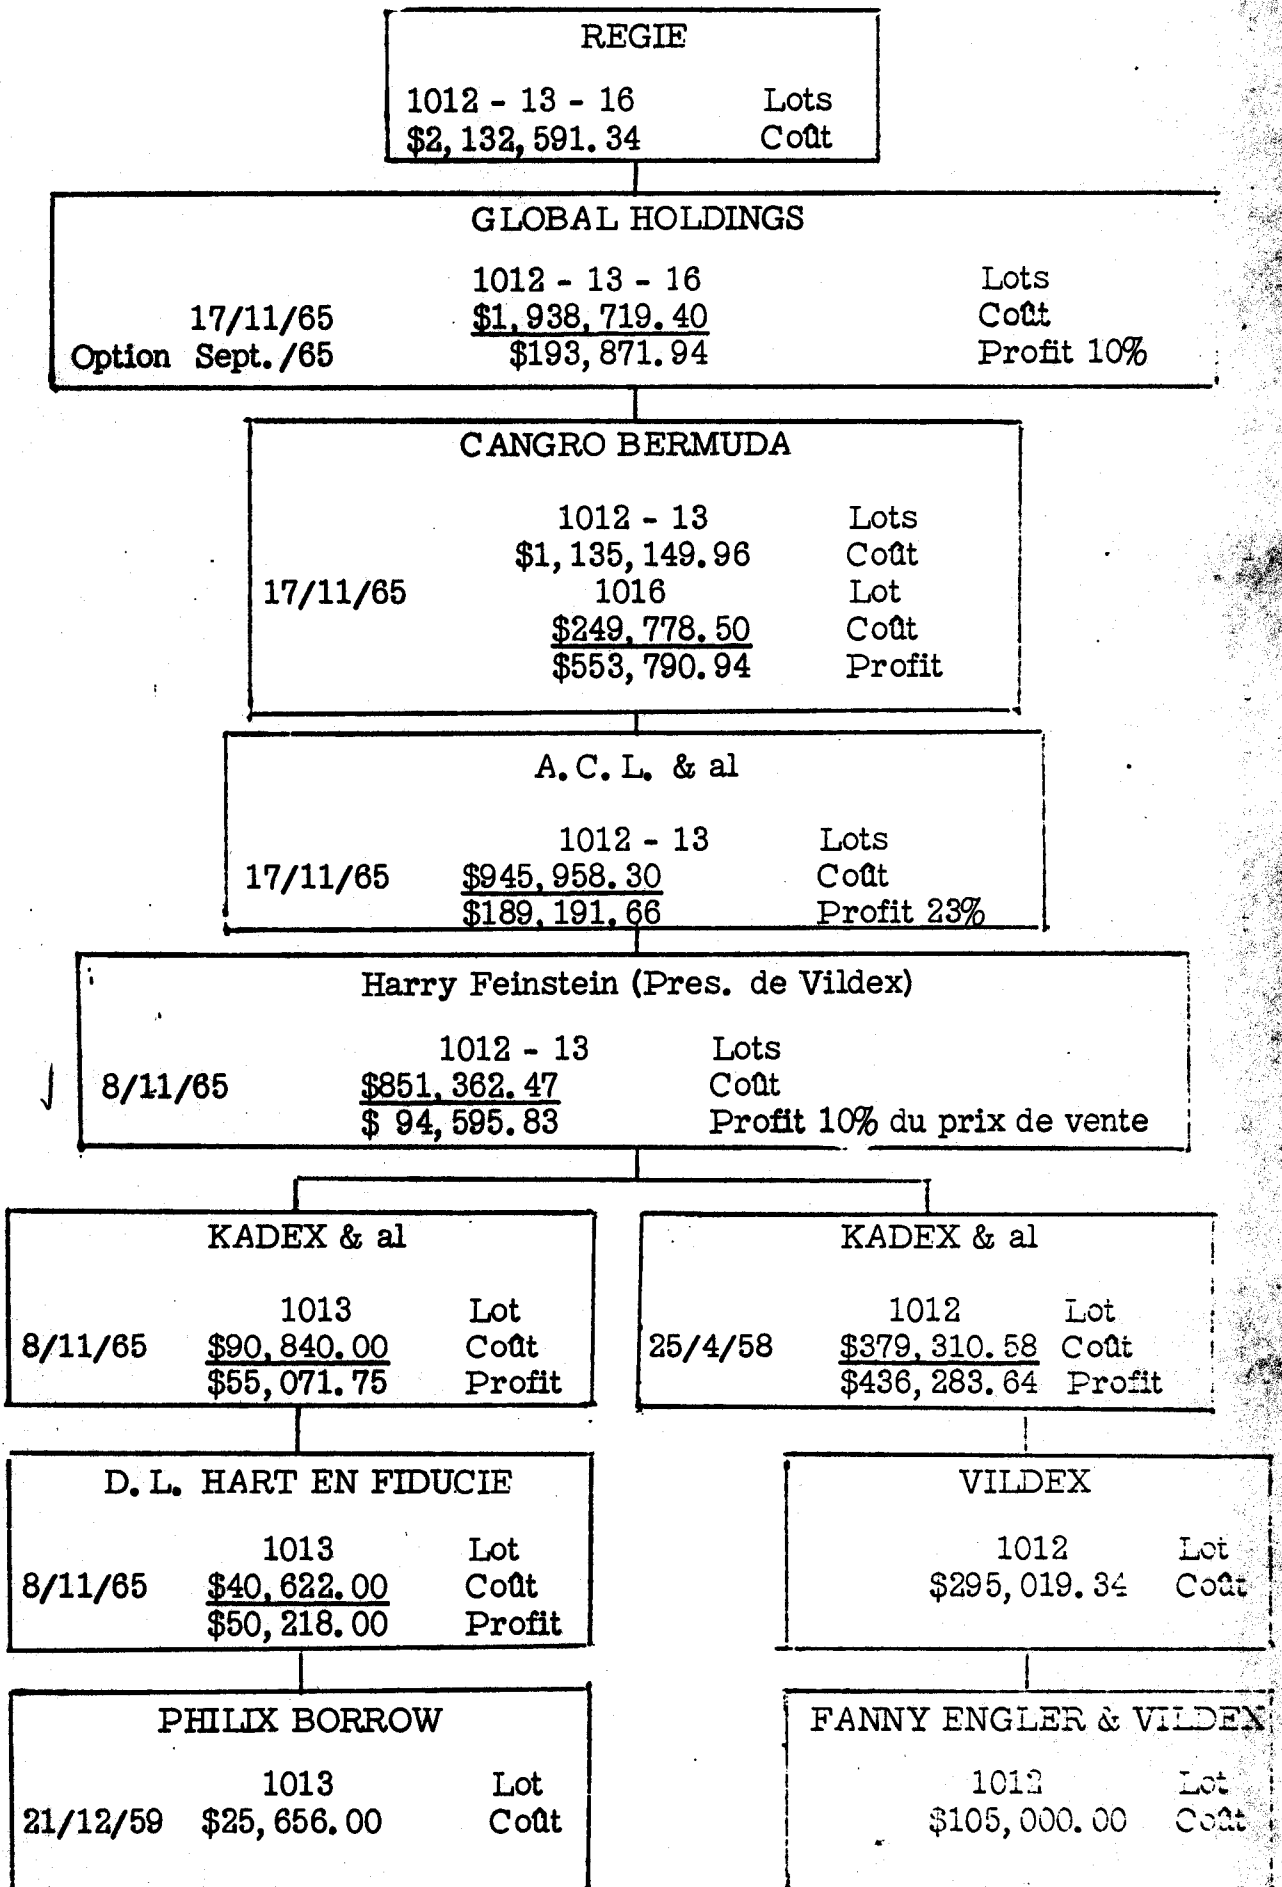 REGIE
1012 - 13 - 16 Lots
$2,132,591.34 Coût
GLOBAL HOLDINGS
1012 - 13 - 16 Lots
17/11/65 $1,938,719.40 Coût
Option Sept./65 $193,871.94 Profit 10%
CANGRO BERMUDA
1012 - 13 Lots
$1,135,149.96 Coût
17/11/65 1016 Lot
$249,778.50 Coût
$553,790.94 Profit
A.C.L. & al
1012 - 13 Lots
17/11/65 $945,958.30 Coût
$189,191.66 Profit 23%
Harry Feinstein (Pres. de Vildex)
1012 - 13 Lots
8/11/65 $851,362.47 Coût
$ 94,595.83 Profit 10% du prix de vente
KADEX & al
1013 Lot
8/11/65 $90,840.00 Coût
$55,071.75 Profit
KADEX & al
1012 Lot
25/4/58 $379,310.58 Coût
$436,283.64 Profit
D.L. HART EN FIDUCIE
1013 Lot
8/11/65 $40,622.00 Coût
$50,218.00 Profit
VILDEX
1012 Lot
$295,019.34 Coût
PHILIX BORROW
1013 Lot
21/12/59 $25,656.00 Coût
FANNY ENGLER & VILDEX
1012 Lot
$105,000.00 Coût